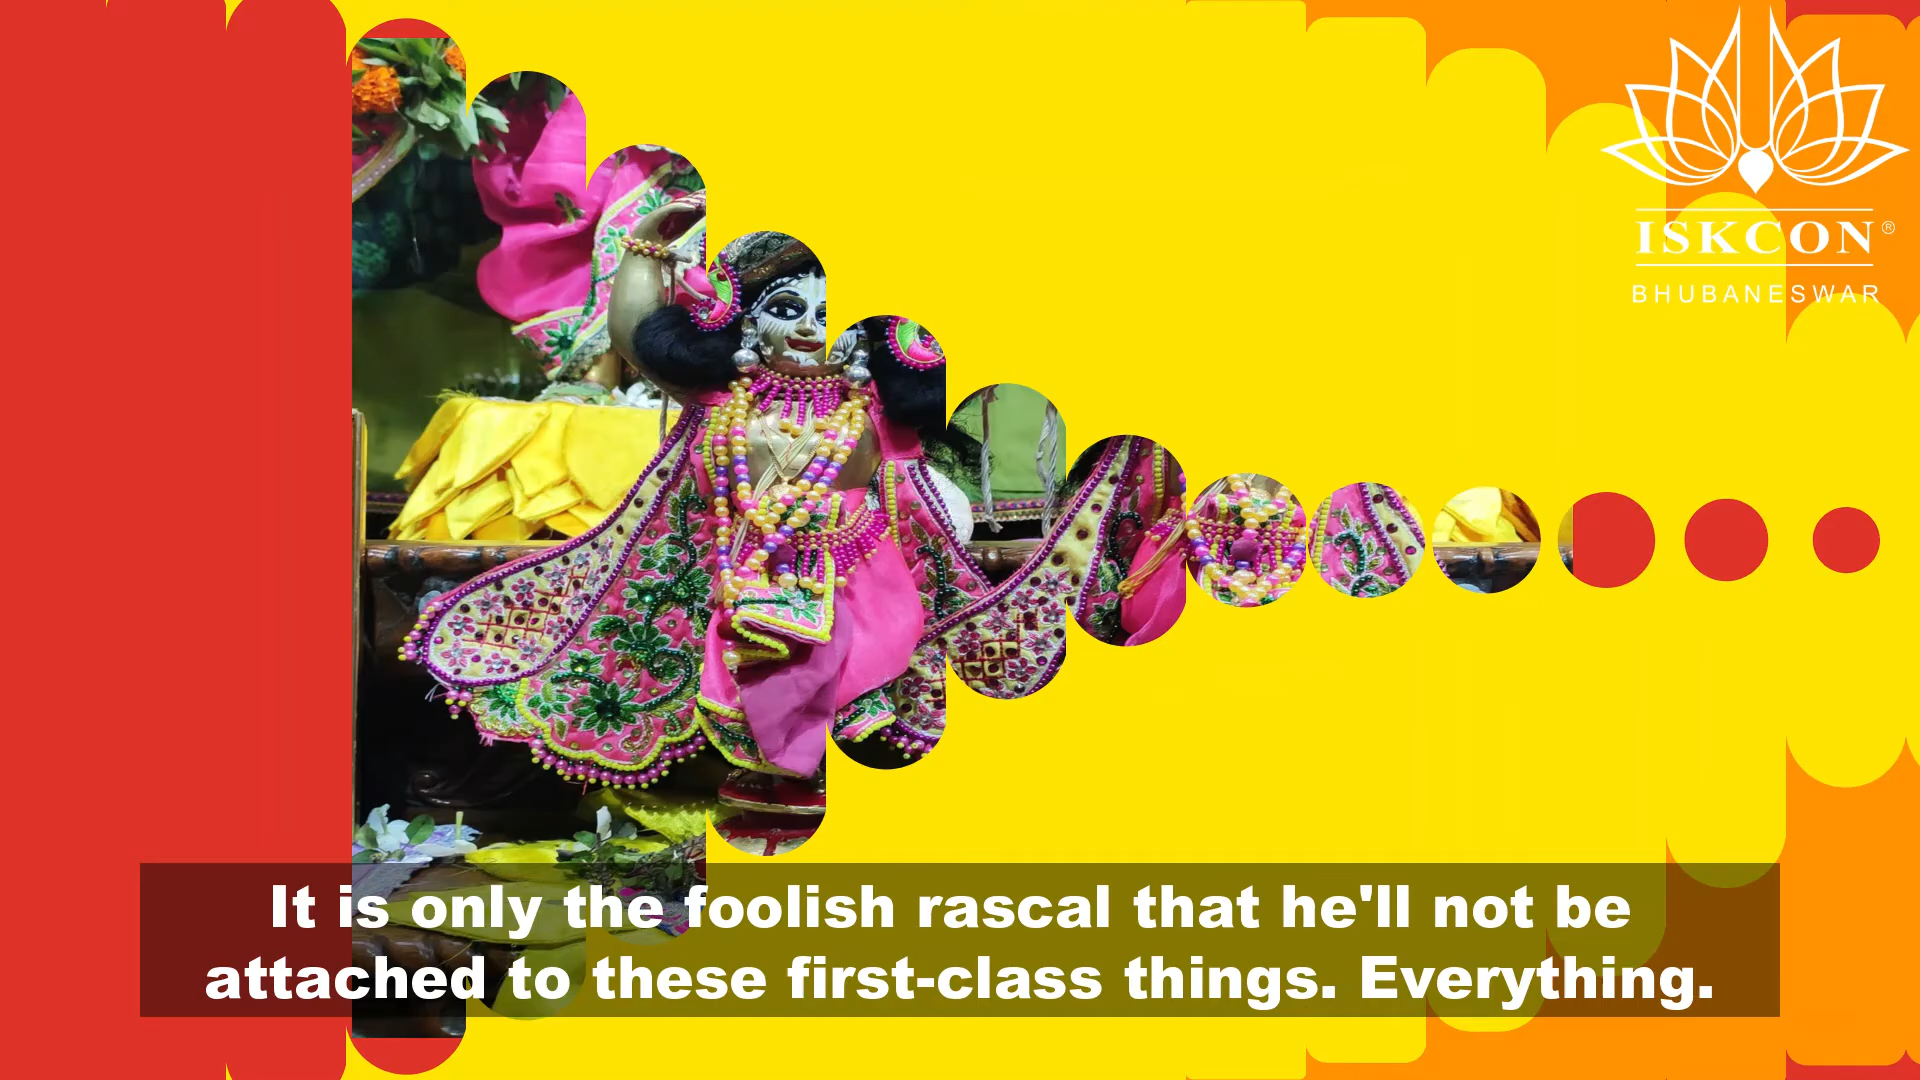 ISKCON®
BHUBANESWAR
It is only the foolish rascal that he'll not be
attached to these first-class things. Everything.